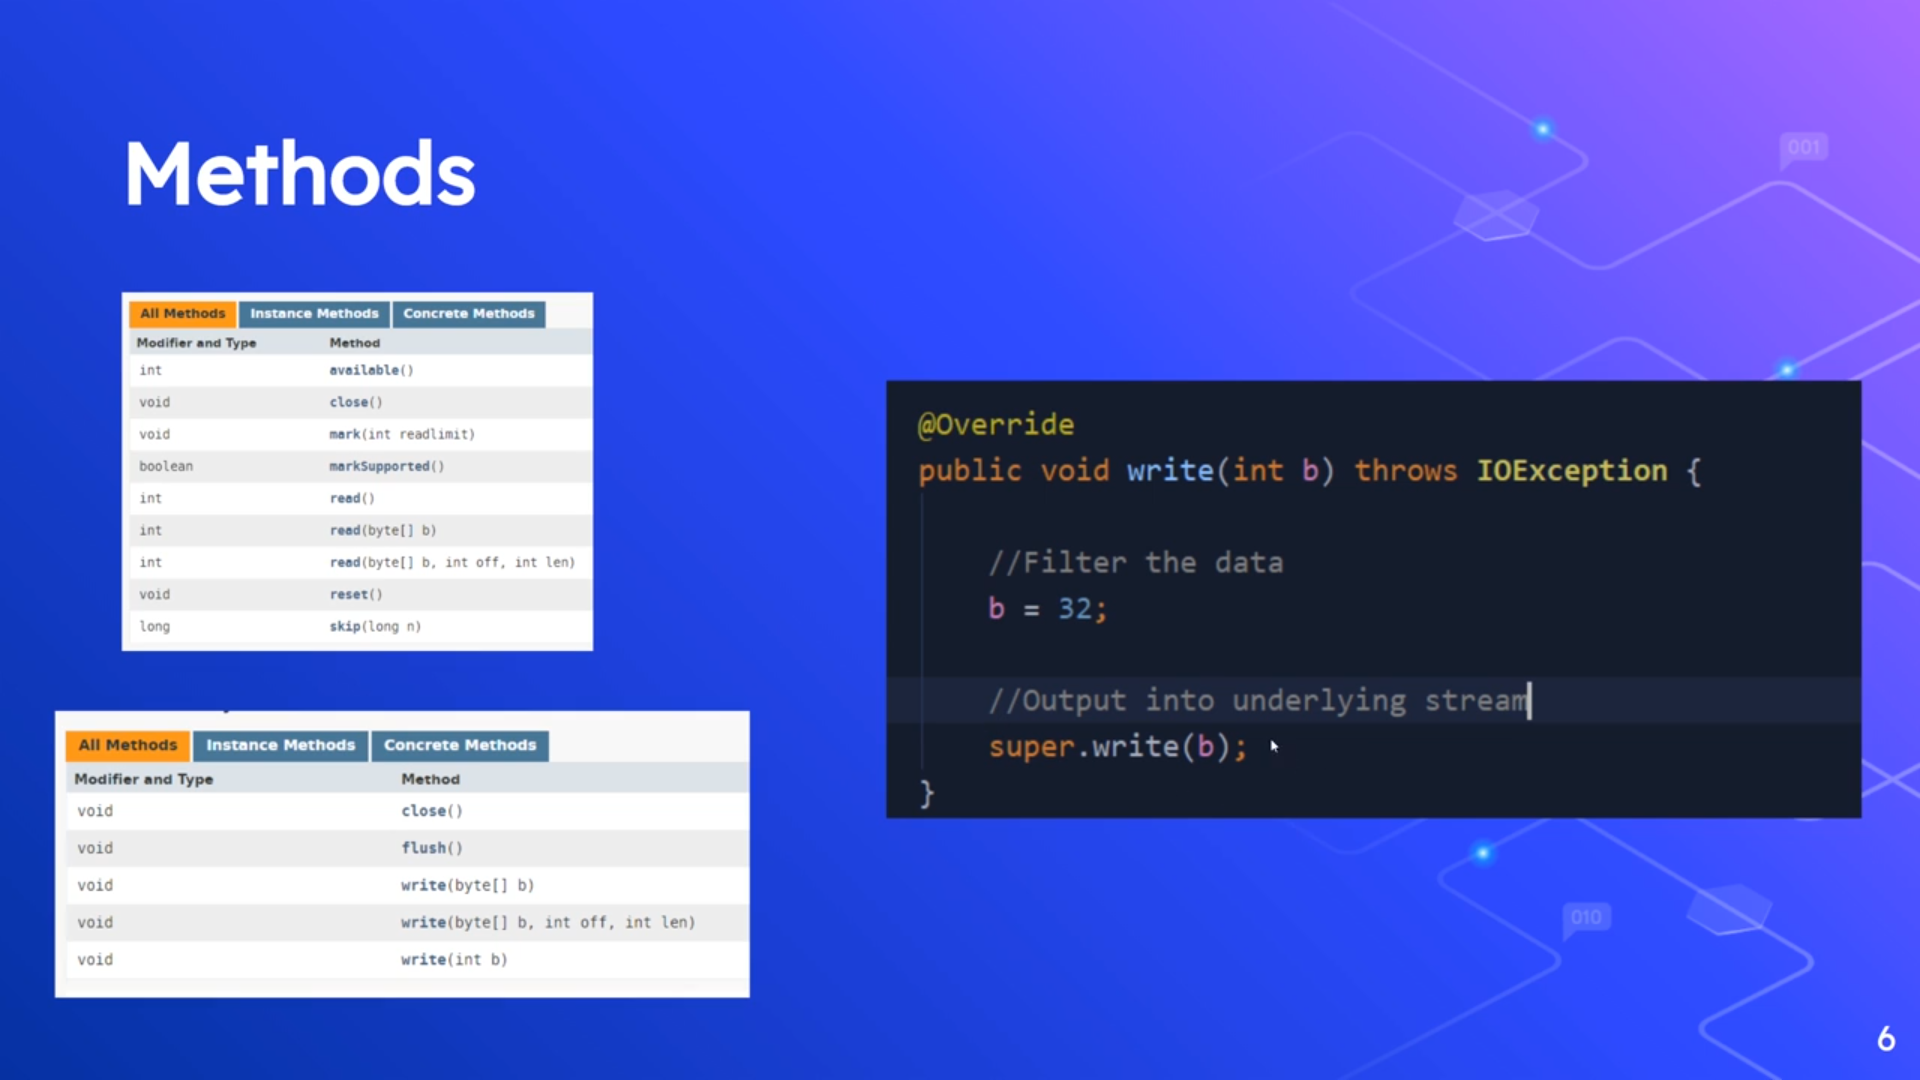 001
Methods
All Methods Instance Methods Concrete Methods
Modifier and Type Method
int available()
void close()
void mark(int readlimit)
boolean markSupported()
int read()
int read(byte[] b)
int read(byte[] b, int off, int len)
void reset()
long skip(long n)
All Methods Instance Methods Concrete Methods
Modifier and Type Method
void close()
void flush()
void write(byte[] b)
void write(byte[] b, int off, int len)
void write(int b)
@Override
public void write(int b) throws IOException {
//Filter the data
b = 32;
//Output into underlying stream
super.write(b);
}
010
6